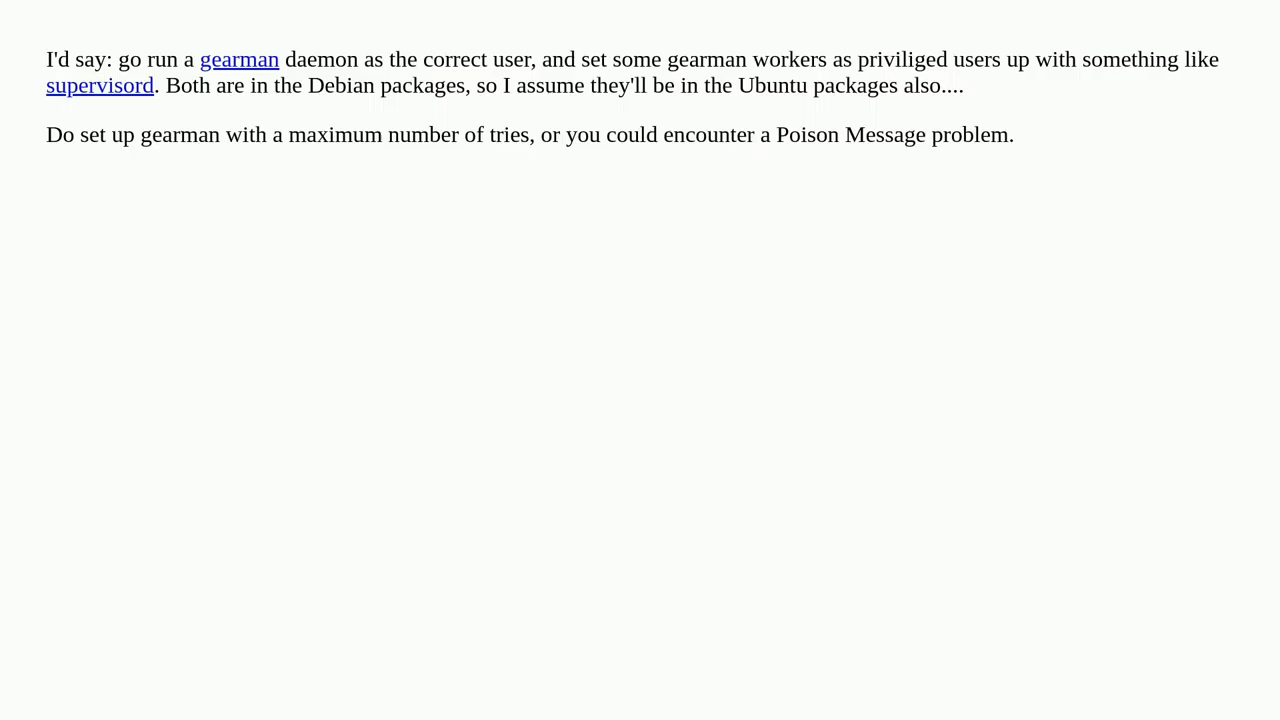 I'd say: go run a gearman daemon as the correct user, and set some gearman workers as priviliged users up with something like
supervisord. Both are in the Debian packages, so I assume they'll be in the Ubuntu packages also....
Do set up gearman with a maximum number of tries, or you could encounter a Poison Message problem.